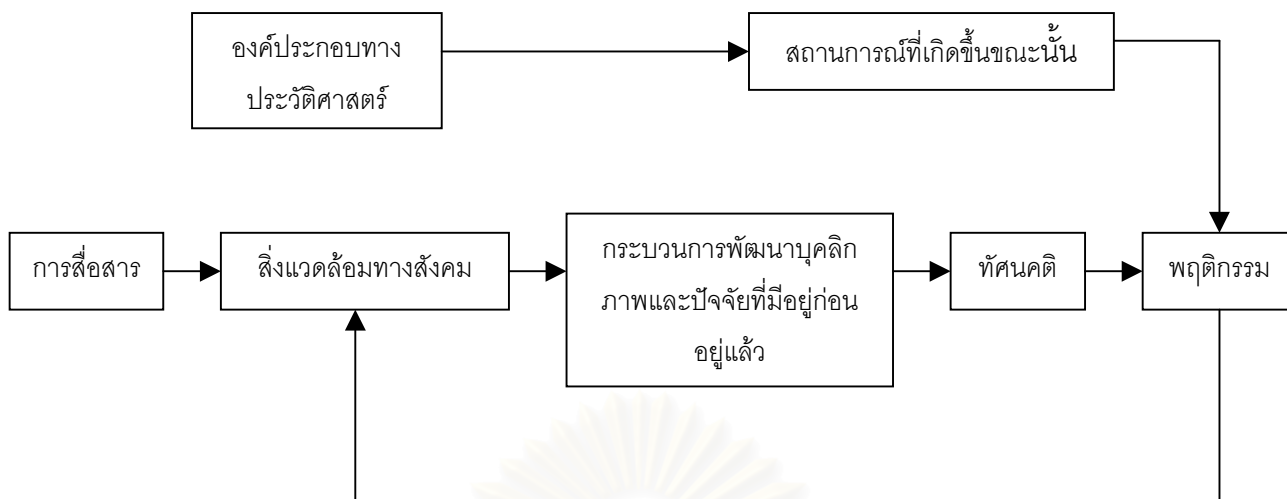 องค์ประกอบทาง
ประวัติศาสตร์
สถานการณ์ที่เกิดขึ้นขณะนั้น
การสื่อสาร
สิ่งแวดล้อมทางสังคม
กระบวนการพัฒนาบุคลิก
ภาพและปัจจัยที่มีอยู่ก่อน
อยู่แล้ว
ทัศนคติ
พฤติกรรม